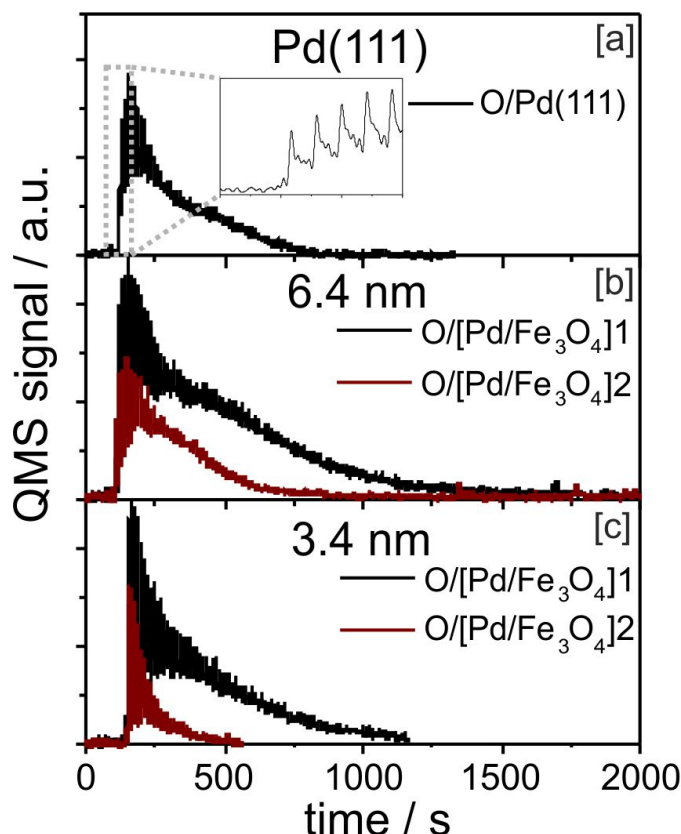 QMS signal / a.u.
Pd(111)
[a]
O/Pd(111)
6.4 nm
[b]
O/[Pd/Fe₃O₄]1
O/[Pd/Fe₃O₄]2
3.4 nm
[c]
O/[Pd/Fe₃O₄]1
O/[Pd/Fe₃O₄]2
0 500 1000 1500 2000
time / s